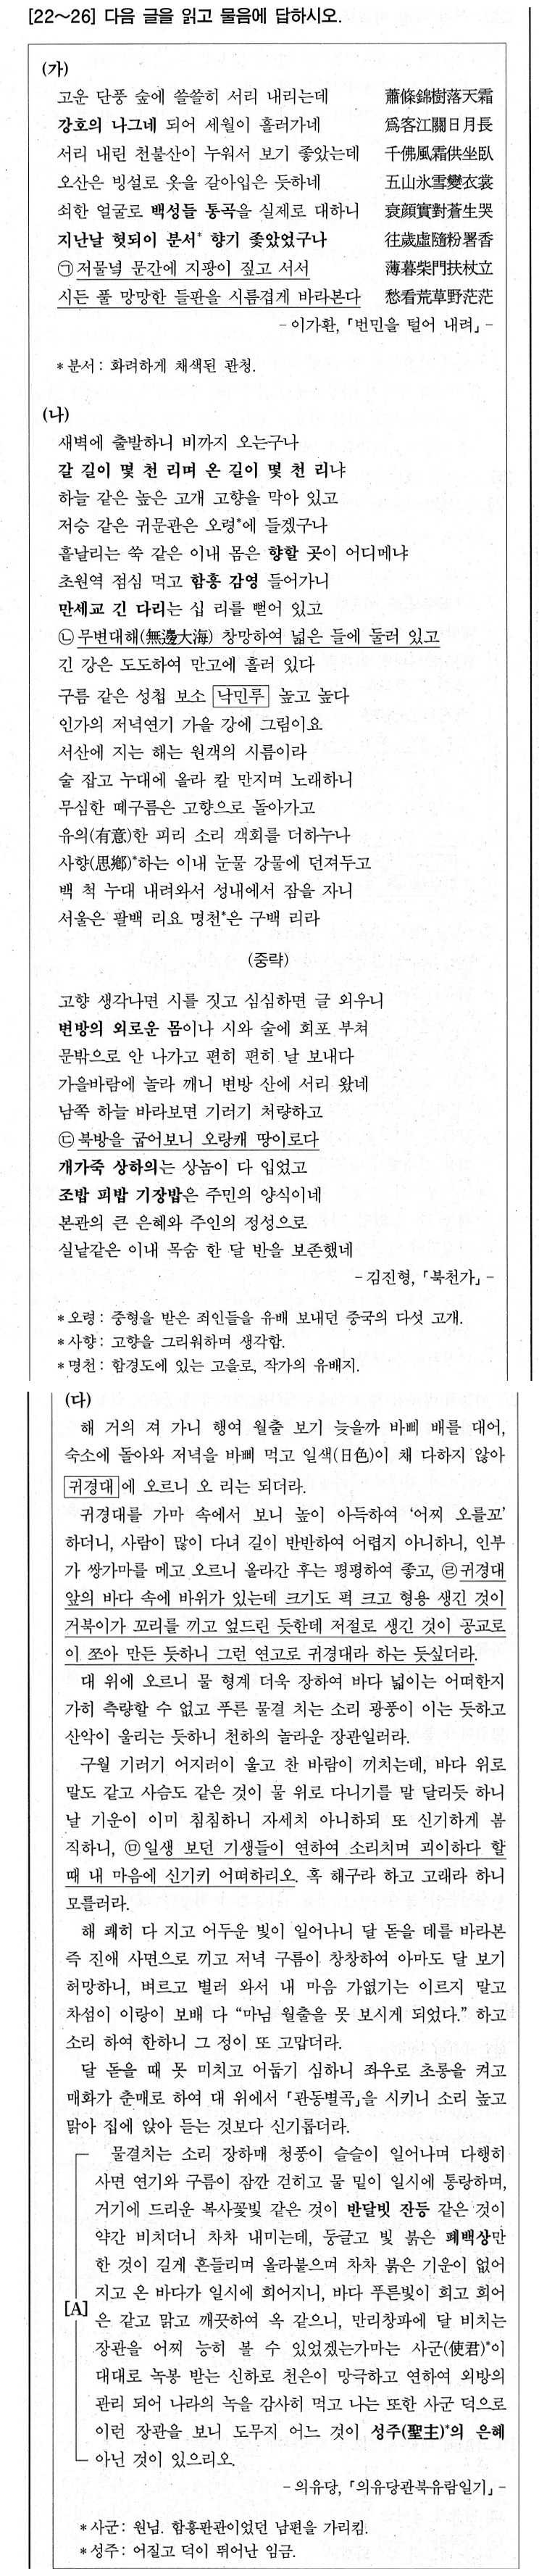 [22~26] 다음 글을 읽고 물음에 답하시오.
(가)
고운 단풍 숲에 쓸쓸히 서리 내리는데 蕭條錦樹落天霜
강호의 나그네 되어 세월이 흘러가네 爲客江關日月長
서리 내린 천불산이 누워서 보기 좋았는데 千佛風霜供坐臥
오산은 빙설로 옷을 갈아입은 듯하네 五山氷雪變衣裳
쇠한 얼굴로 백성들 통곡을 실제로 대하니 衰顔實對蒼生哭
지난날 헛되이 분서* 향기 좇았었구나 往歲虛隨粉署香
㉠ 저물녘 문간에 지팡이 짚고 서서 薄暮柴門扶杖立
시든 풀 망망한 들판을 시름겹게 바라본다 愁看荒草野茫茫
- 이가환, 「번민을 털어 내려」 -
* 분서 : 화려하게 채색된 관청.
(나)
새벽에 출발하니 비까지 오는구나
갈 길이 몇 천 리며 온 길이 몇 천 리냐
하늘 같은 높은 고개 고향을 막아 있고
저승 같은 귀문관은 오령*에 들겠구나
흩날리는 쑥 같은 이내 몸은 향할 곳이 어디메냐
초원역 점심 먹고 함흥 감영 들어가니
만세교 긴 다리는 십 리를 뻗어 있고
㉡ 무변대해(無邊大海) 창망하여 넓은 들에 둘러 있고
긴 강은 도도하여 만고에 흘러 있다
구름 같은 성첩 보소 낙민루 높고 높다
인가의 저녁연기 가을 강에 그림이요
서산에 지는 해는 원객의 시름이라
술 잡고 누대에 올라 칼 만지며 노래하니
무심한 떼구름은 고향으로 돌아가고
유의(有意)한 피리 소리 객회를 더하누나
사향(思鄕)*하는 이내 눈물 강물에 던져두고
백 척 누대 내려와서 성내에서 잠을 자니
서울은 팔백 리요 명천*은 구백 리라
(중략)
고향 생각나면 시를 짓고 심심하면 글 외우니
변방의 외로운 몸이나 시와 술에 회포 부쳐
문밖으로 안 나가고 편히 편히 날 보내다
가을바람에 놀라 깨니 변방 산에 서리 왔네
남쪽 하늘 바라보면 기러기 처량하고
㉢ 북방을 굽어보니 오랑캐 땅이로다
개가죽 상하의는 상놈이 다 입었고
조밥 피밥 기장밥은 주민의 양식이네
본관의 큰 은혜와 주인의 정성으로
실낱같은 이내 목숨 한 달 반을 보존했네
- 김진형, 「북천가」 -
* 오령 : 중형을 받은 죄인들을 유배 보내던 중국의 다섯 고개.
* 사향 : 고향을 그리워하며 생각함.
* 명천 : 함경도에 있는 고을로, 작가의 유배지.
(다)
해 거의 져 가니 행여 월출 보기 늦을까 바삐 배를 대어,
숙소에 돌아와 저녁을 바삐 먹고 일색(日色)이 채 다하지 않아
귀경대에 오르니 오 리는 되더라.
귀경대를 가마 속에서 보니 높이 아득하여 ‘어찌 오를꼬’
하더니, 사람이 많이 다녀 길이 반반하여 어렵지 아니하니, 인부
가 쌍가마를 메고 오르니 올라간 후는 평평하여 좋고, ㉣ 귀경대
앞의 바다 속에 바위가 있는데 크기도 퍽 크고 형용 생긴 것이
거북이가 꼬리를 끼고 엎드린 듯한데 저절로 생긴 것이 공교로
이 쪼아 만든 듯하니 그런 연고로 귀경대라 하는 듯싶더라.
대 위에 오르니 물 형계 더욱 장하여 바다 넓이는 어떠한지
가히 측량할 수 없고 푸른 물결 치는 소리 광풍이 이는 듯하고
산악이 울리는 듯하니 천하의 놀라운 장관일러라.
구월 기러기 어지러이 울고 찬 바람이 끼치는데, 바다 위로
말도 같고 사슴도 같은 것이 물 위로 다니기를 말 달리듯 하니
날 기운이 이미 침침하니 자세치 아니하되 또 신기하게 봄
직하니, ㉤ 일생 보던 기생들이 연하여 소리치며 괴이하다 할
때 내 마음에 신기키 어떠하리오. 혹 해구라 하고 고래라 하니
모를러라.
해 쾌히 다 지고 어두운 빛이 일어나니 달 돋을 데를 바라본
즉 진애 사면으로 끼고 저녁 구름이 창창하여 아마도 달 보기
허망하니, 벼르고 별러 와서 내 마음 가엾기는 이르지 말고
차섬이 이랑이 보배 다 “마님 월출을 못 보시게 되었다.” 하고
소리 하여 한하니 그 정이 또 고맙더라.
달 돋을 때 못 미치고 어둡기 심하니 좌우로 초롱을 켜고
매화가 춘매로 하여 대 위에서 「관동별곡」을 시키니 소리 높고
맑아 집에 앉아 듣는 것보다 신기롭더라.
물결치는 소리 장하매 청풍이 슬슬이 일어나며 다행히
사면 연기와 구름이 잠깐 걷히고 물 밑이 일시에 통랑하며,
거기에 드리운 복사꽃빛 같은 것이 반달빗 잔등 같은 것이
약간 비치더니 차차 내미는데, 둥글고 빛 붉은 폐백상만
한 것이 길게 흔들리며 올라붙으며 차차 붉은 기운이 없어
지고 온 바다가 일시에 희어지니, 바다 푸른빛이 희고 희어
[A] 은 같고 맑고 깨끗하여 옥 같으니, 만리창파에 달 비치는
장관을 어찌 능히 볼 수 있었겠는가마는 사군(使君)*이
대대로 녹봉 받는 신하로 천은이 망극하고 연하여 외방의
관리 되어 나라의 녹을 감사히 먹고 나는 또한 사군 덕으로
이런 장관을 보니 도무지 어느 것이 성주(聖主)*의 은혜
아닌 것이 있으리오.
- 의유당, 「의유당관북유람일기」 -
* 사군 : 원님. 함흥판관이었던 남편을 가리킴.
* 성주 : 어질고 덕이 뛰어난 임금.